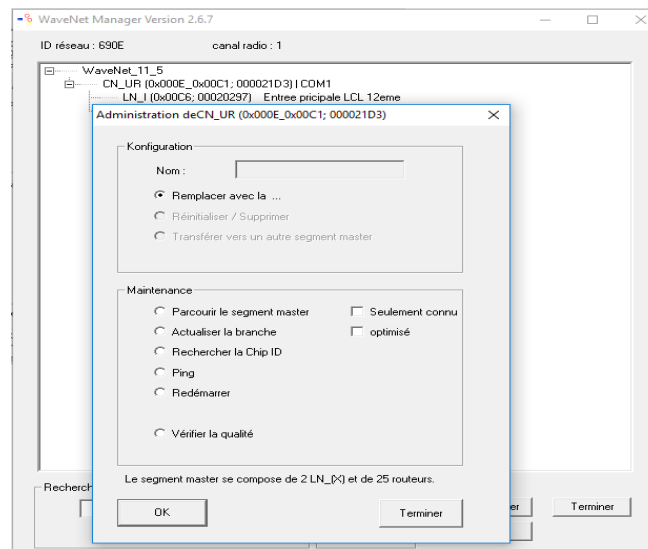 WaveNet Manager Version 2.6.7
ID réseau : 690E canal radio : 1
WaveNet_11_5
CN_UR (0x000E_0x00C1; 000021D3) | COM1
LN_I (0x00C6; 00020297) Entree pricipale LCL 12eme
Administration deCN_UR (0x000E_0x00C1; 000021D3)
Konfiguration
Nom :
Remplacer avec la ...
Réinitialiser / Supprimer
Transférer vers un autre segment master
Maintenance
Parcourir le segment master Seulement connu
Actualiser la branche optimisé
Rechercher la Chip ID
Ping
Redémarrer
Vérifier la qualité
Le segment master se compose de 2 LN_(X) et de 25 routeurs.
Recherch
OK Terminer er Terminer